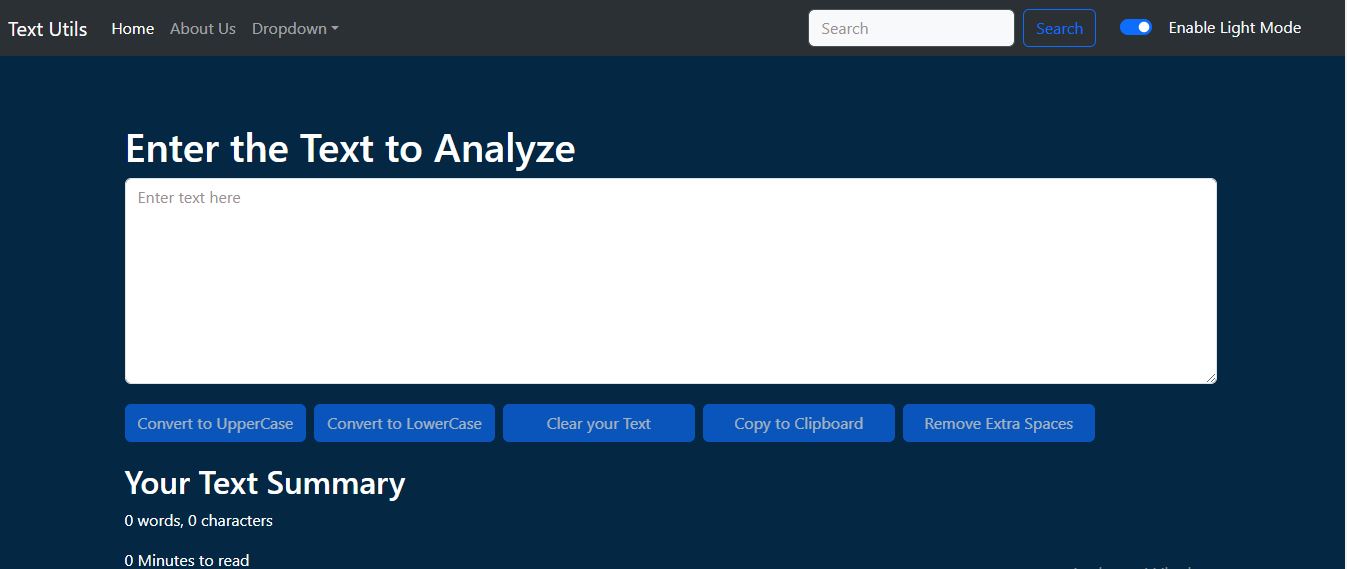 Text Utils Home About Us Dropdown Search Search Enable Light Mode
Enter the Text to Analyze
Enter text here
Convert to UpperCase Convert to LowerCase Clear your Text Copy to Clipboard Remove Extra Spaces
Your Text Summary
0 words, 0 characters
0 Minutes to read